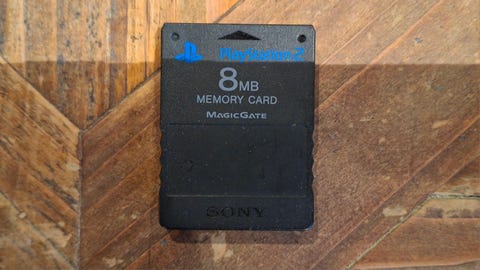 PlayStation 2
8MB
MEMORY CARD
MAGICGATE
SONY